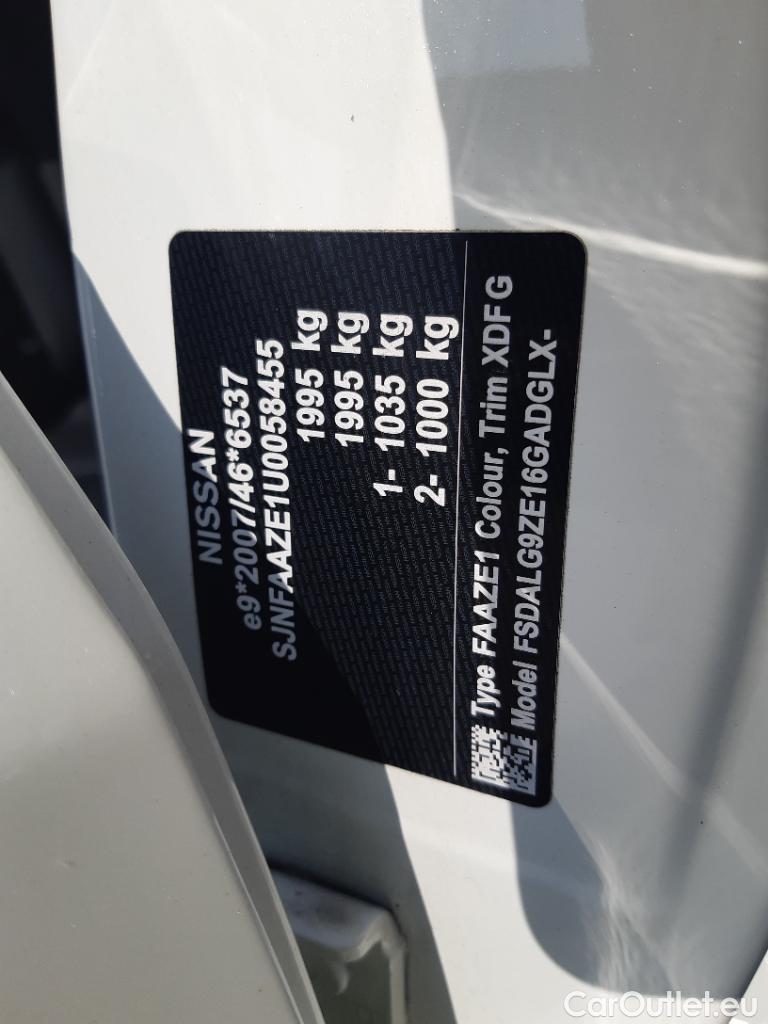 NISSAN
e9*2007/46*6537
SJNFAAZE1U0058455
1995 kg
1995 kg
1- 1035 kg
2- 1000 kg
Type FAAZE1 Colour, Trim XDF G
Model FSDALG9ZE16GADGLX-
CarOutlet.eu